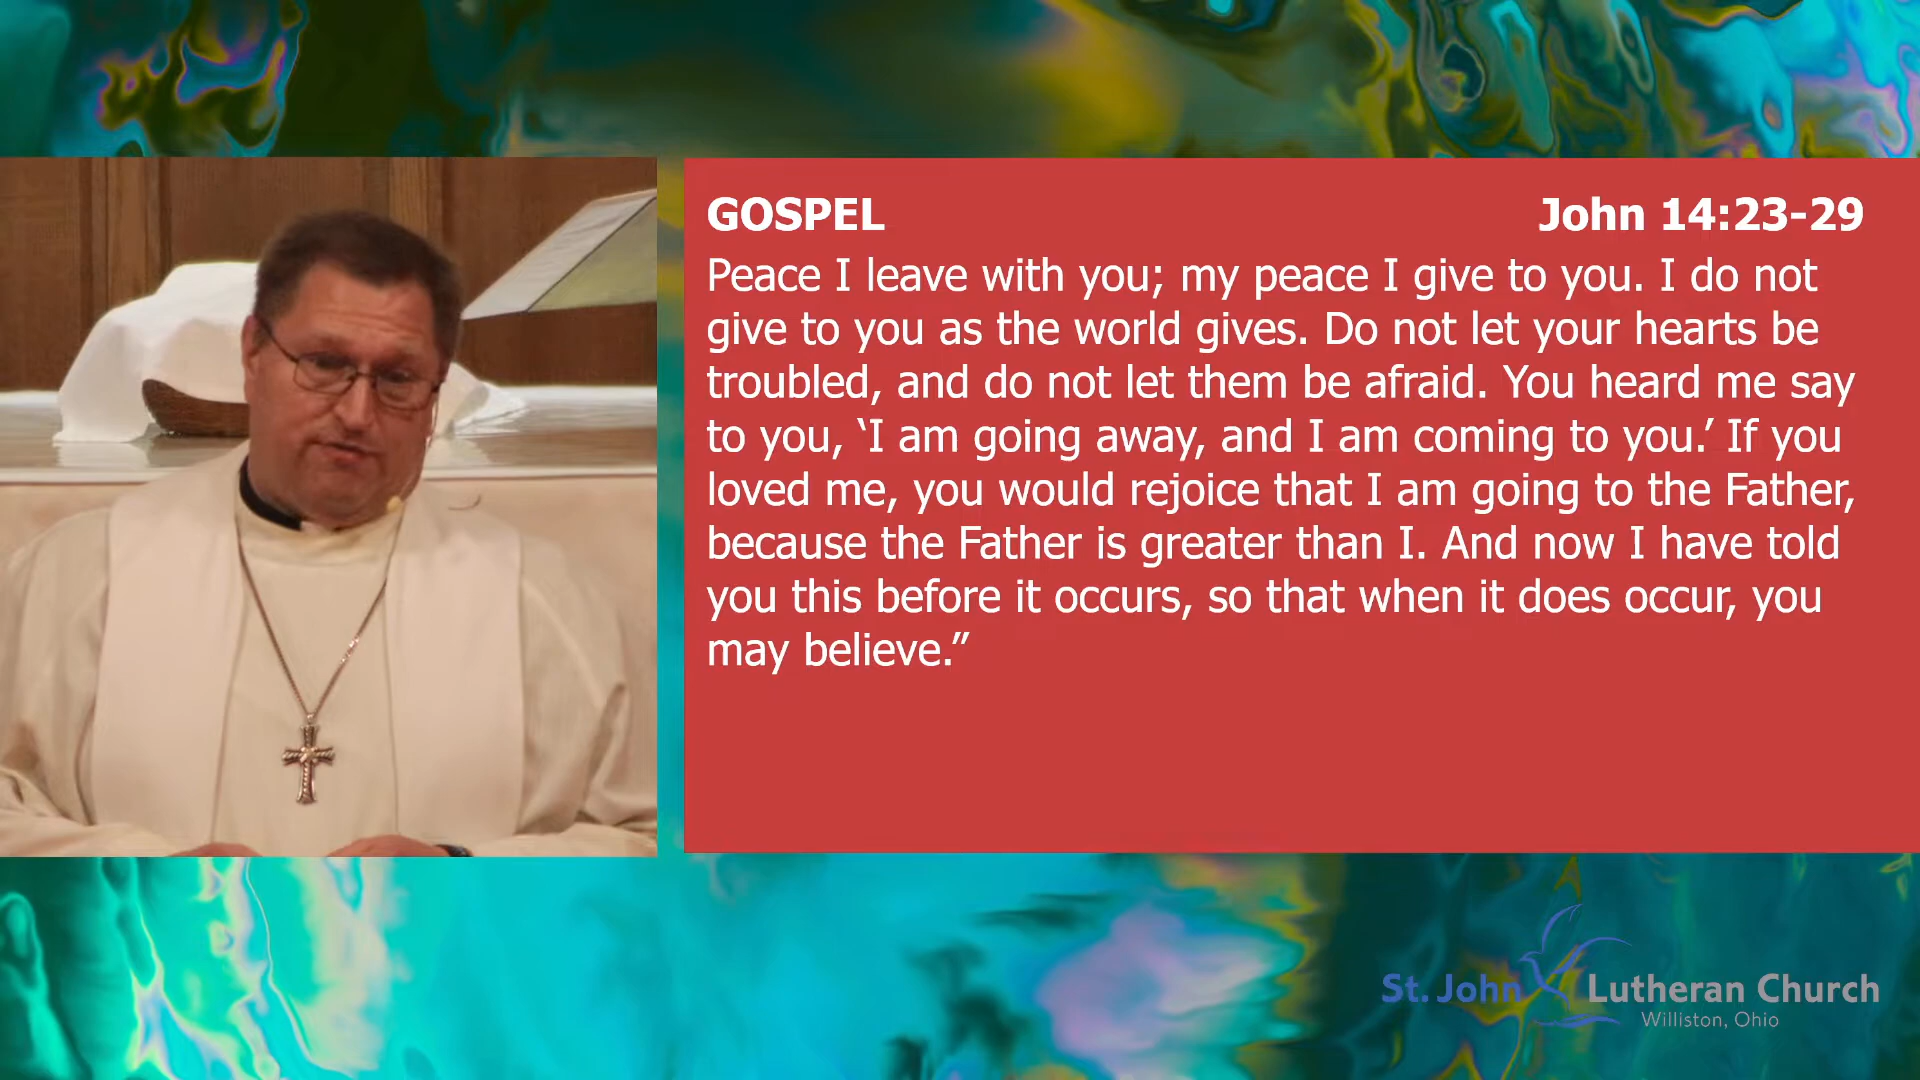 GOSPEL John 14:23-29
Peace I leave with you; my peace I give to you. I do not
give to you as the world gives. Do not let your hearts be
troubled, and do not let them be afraid. You heard me say
to you, ‘I am going away, and I am coming to you.’ If you
loved me, you would rejoice that I am going to the Father,
because the Father is greater than I. And now I have told
you this before it occurs, so that when it does occur, you
may believe.”
St. John Lutheran Church
Williston, Ohio